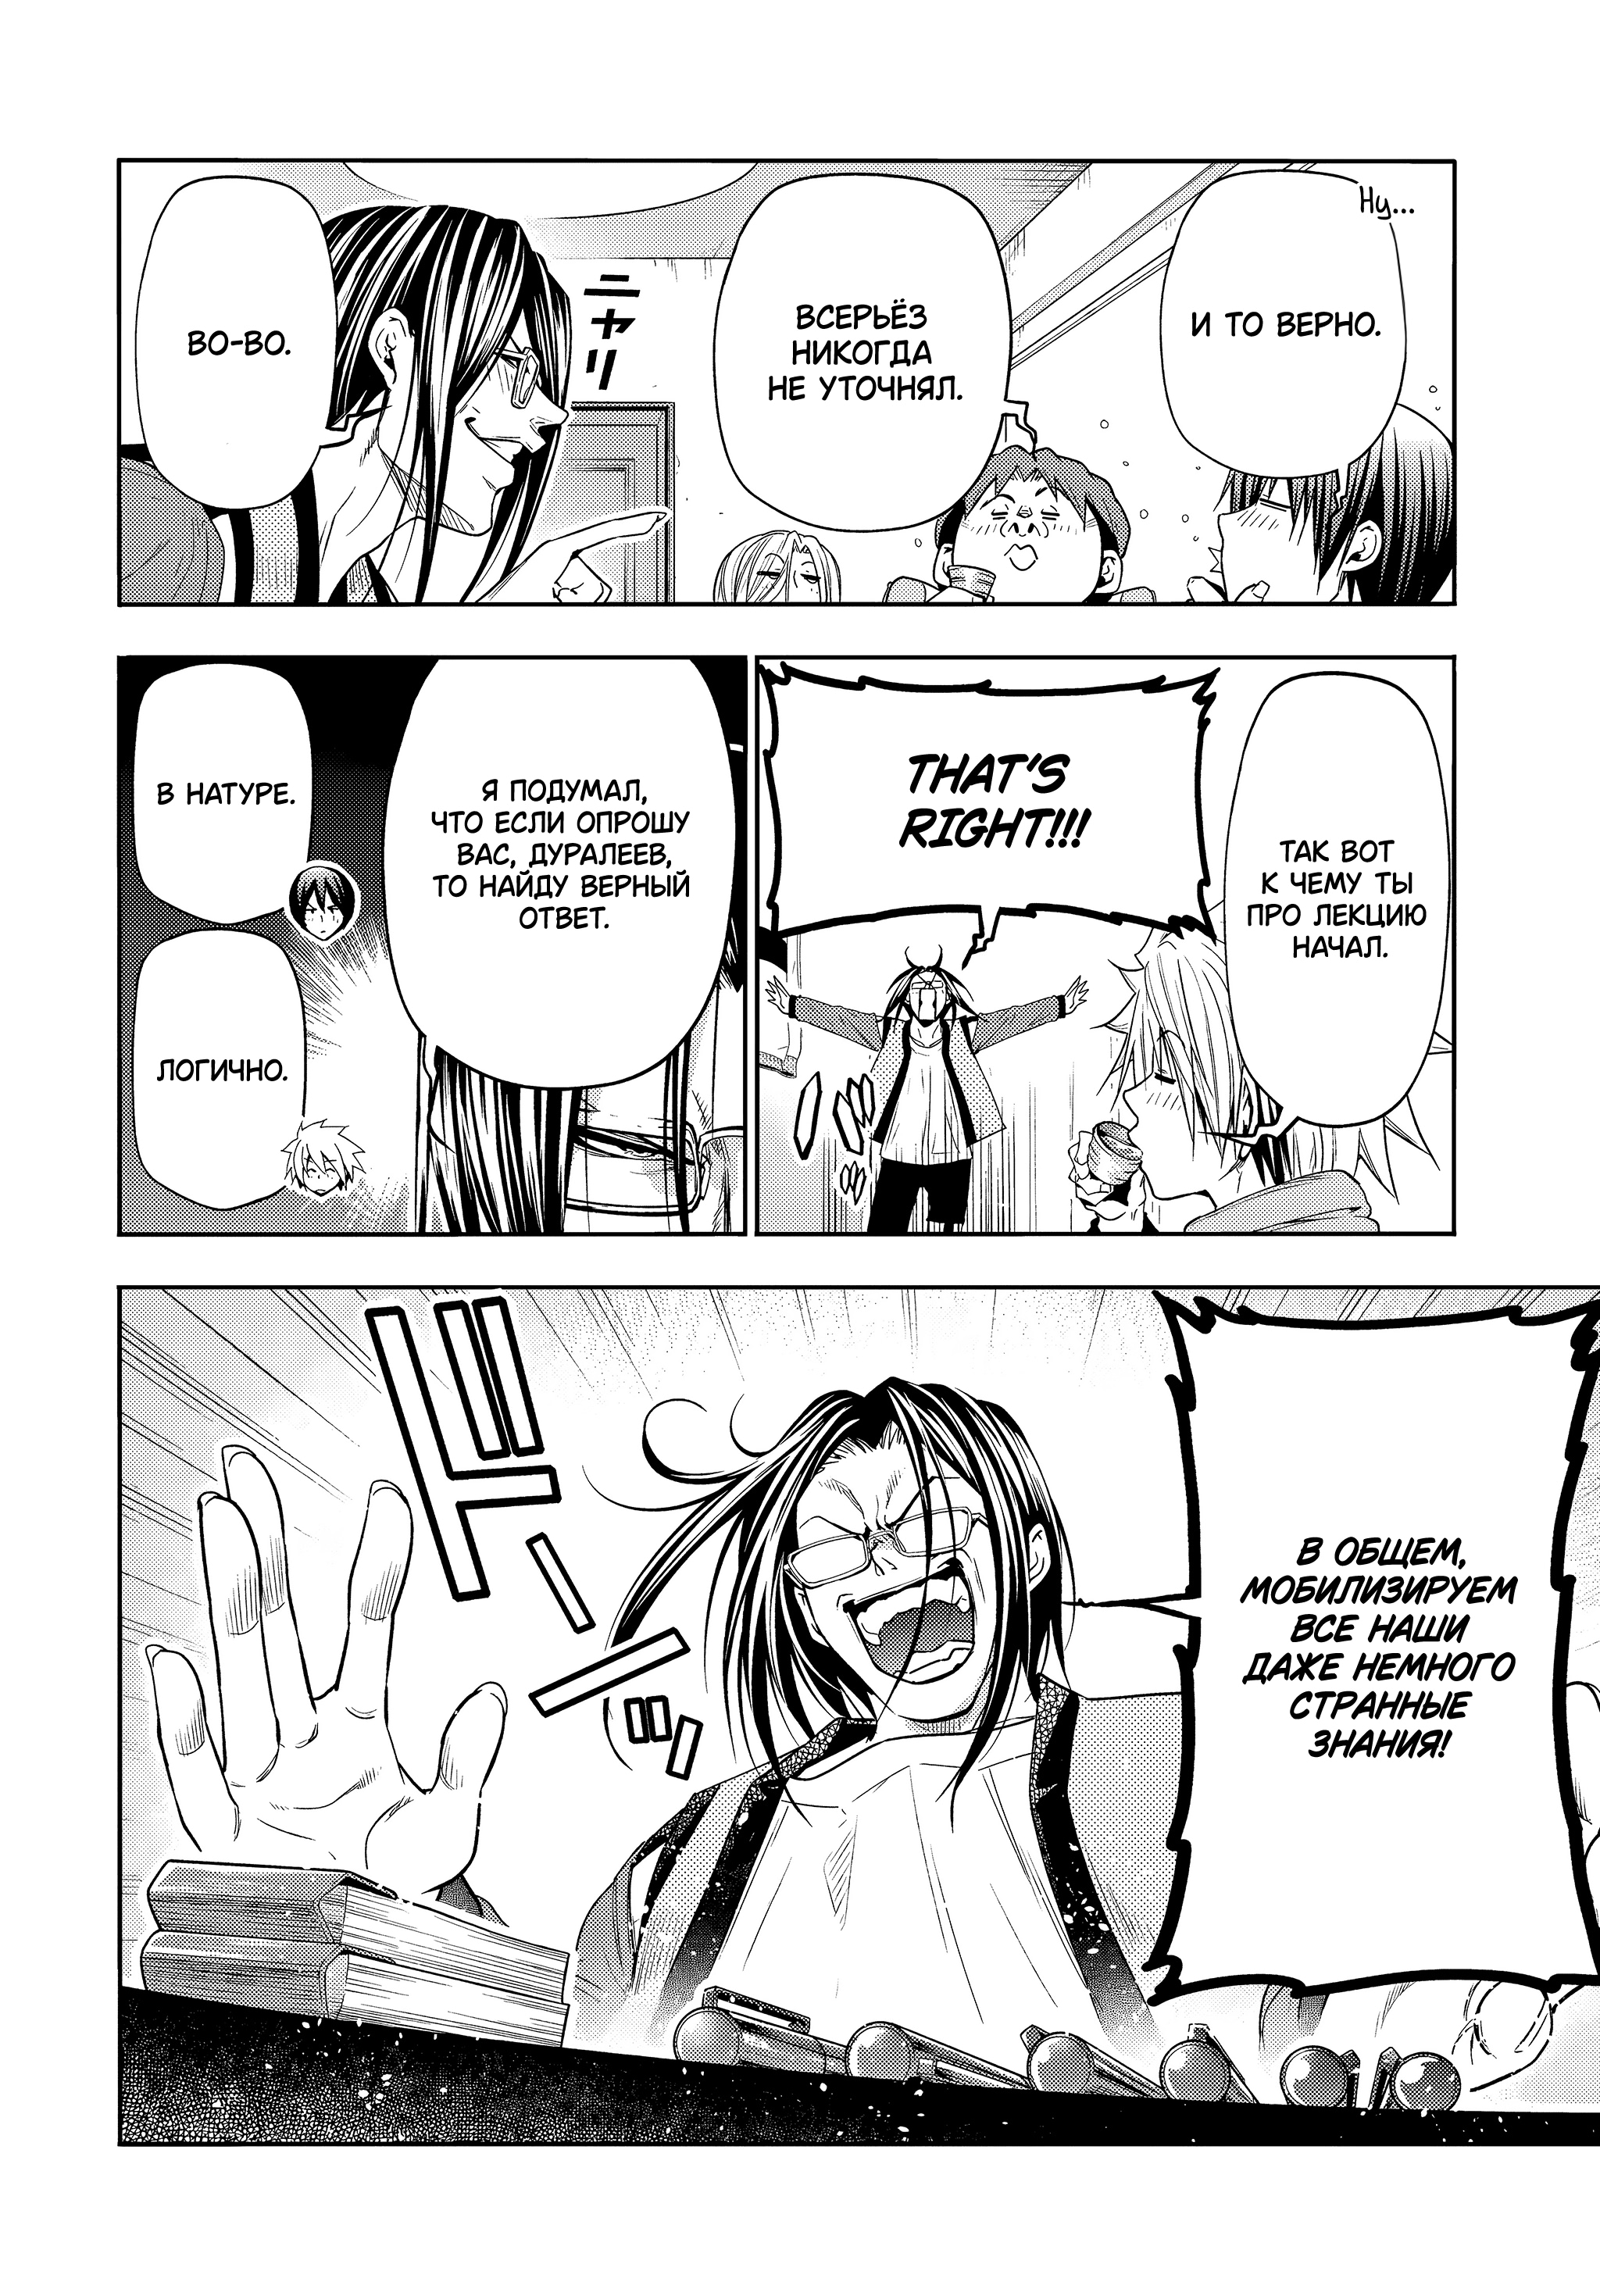 Ну...
И ТО ВЕРНО.
ВСЕРЬЁЗ
НИКОГДА
НЕ УТОЧНЯЛ.
ニャリ
ВО-ВО.
ТАК ВОТ
К ЧЕМУ ТЫ
ПРО ЛЕКЦИЮ
НАЧАЛ.
THAT'S
RIGHT!!!
Я ПОДУМАЛ,
ЧТО ЕСЛИ ОПРОШУ
ВАС, ДУРАЛЕЕВ,
ТО НАЙДУ ВЕРНЫЙ
ОТВЕТ.
В НАТУРЕ.
ЛОГИЧНО.
В ОБЩЕМ,
МОБИЛИЗИРУЕМ
ВСЕ НАШИ
ДАЖЕ НЕМНОГО
СТРАННЫЕ
ЗНАНИЯ!